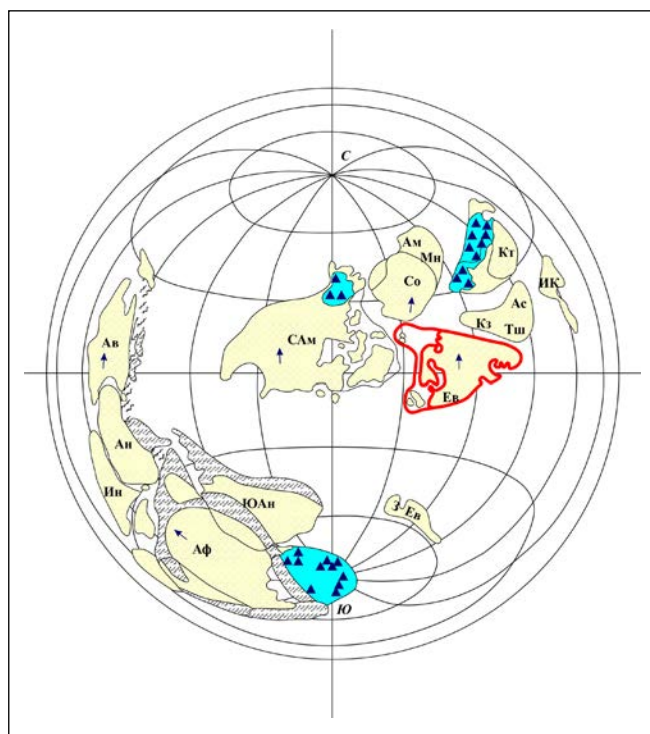 С
Ам
Мн
Кт
Со
ИК
Ас
Кз
Тш
Ав
САм
Ев
Ан
Ин
ЮАн
З-Ев
Аф
Ю